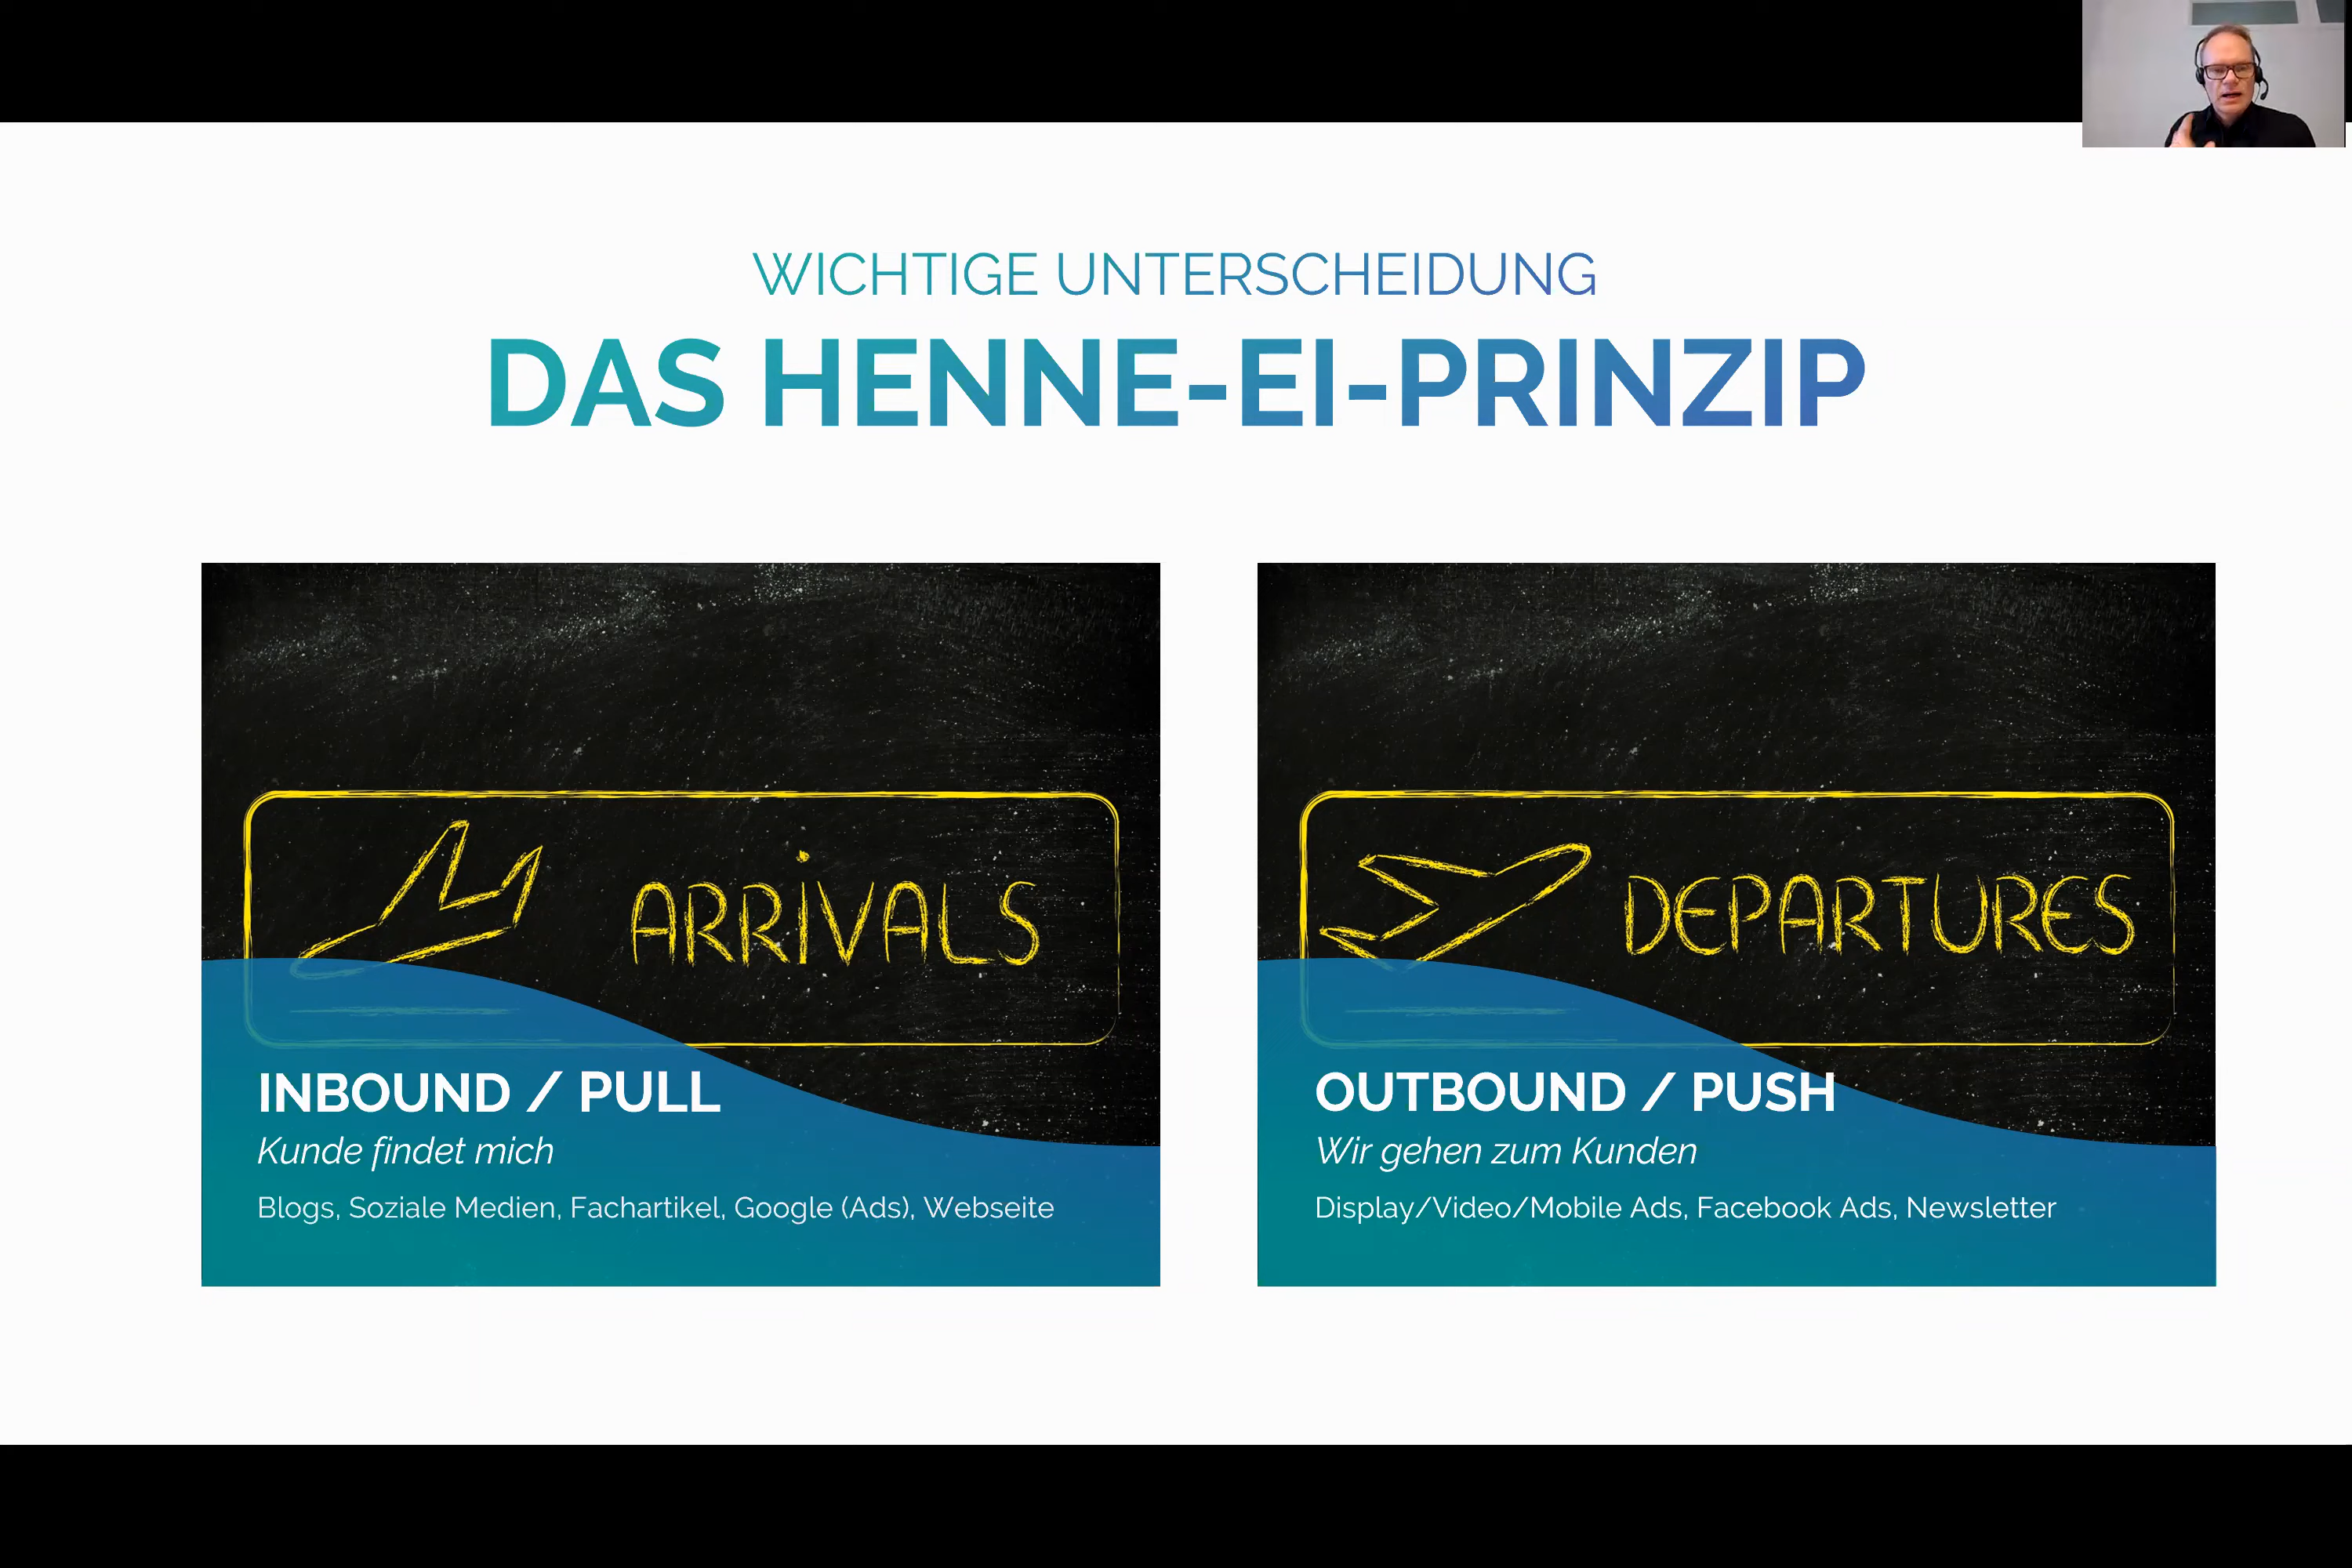 WICHTIGE UNTERSCHEIDUNG
DAS HENNE-EI-PRINZIP
ARRIVALS
INBOUND / PULL
Kunde findet mich
Blogs, Soziale Medien, Fachartikel, Google (Ads), Webseite
DEPARTURES
OUTBOUND / PUSH
Wir gehen zum Kunden
Display/Video/Mobile Ads, Facebook Ads, Newsletter